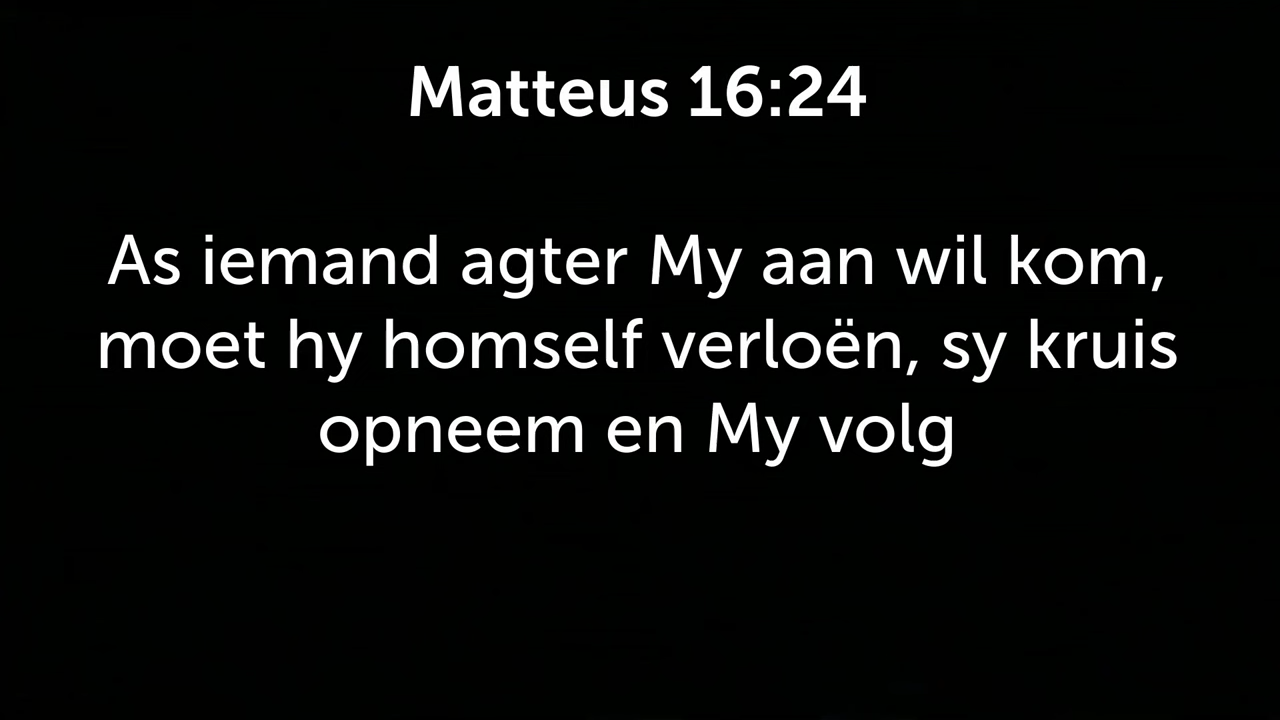 Matteus 16:24
As iemand agter My aan wil kom,
moet hy homself verloën, sy kruis
opneem en My volg